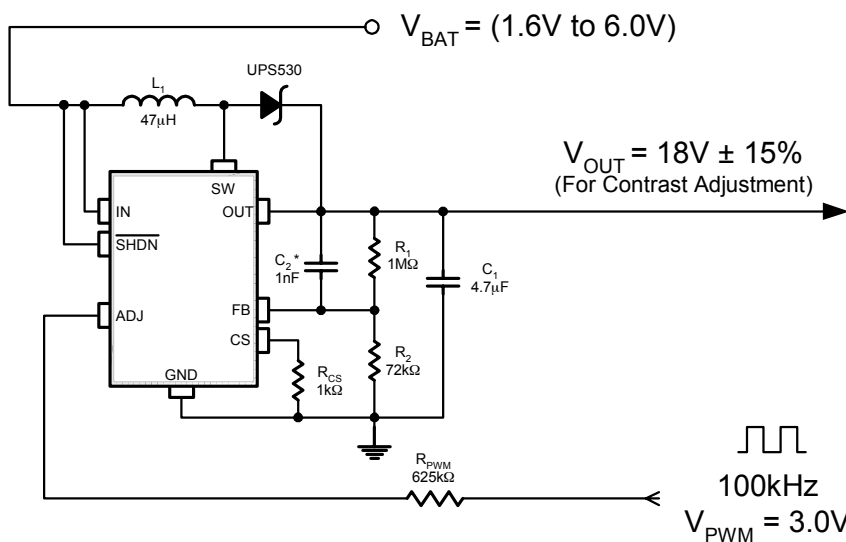 V_BAT = (1.6V to 6.0V)
UPS530
L₁
47μH
SW
V_OUT = 18V ± 15%
(For Contrast Adjustment)
IN
OUT
SHDN
C₂*
1nF
R₁
1MΩ
C₁
4.7μF
ADJ
FB
CS
R₂
72kΩ
R_CS
1kΩ
GND
R_PWM
625kΩ
100kHz
V_PWM = 3.0V